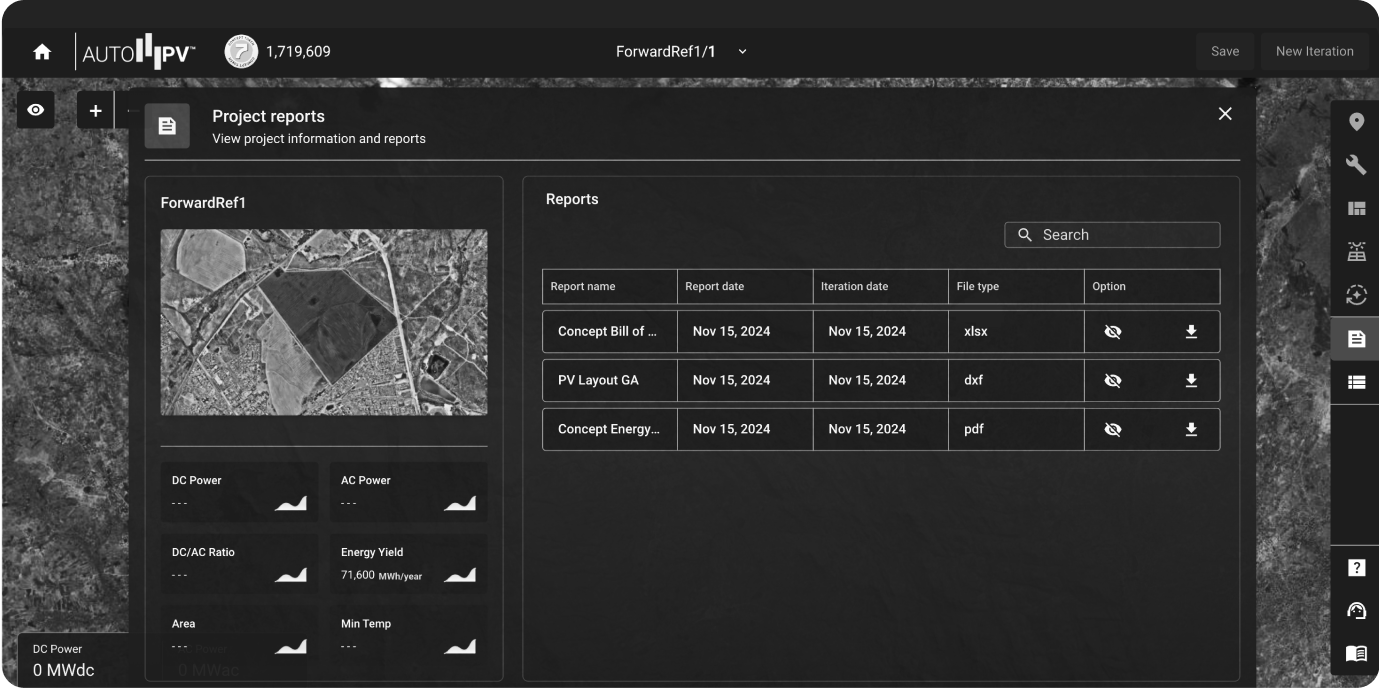 AUTO PV™
1,719,609
ForwardRef1/1
Save
New Iteration
Project reports
View project information and reports
ForwardRef1
DC Power
---
AC Power
---
DC/AC Ratio
---
Energy Yield
71,600 MWh/year
Area
---
Min Temp
---
Reports
Search
Report name Report date Iteration date File type Option
Concept Bill of ... Nov 15, 2024 Nov 15, 2024 xlsx
PV Layout GA Nov 15, 2024 Nov 15, 2024 dxf
Concept Energy... Nov 15, 2024 Nov 15, 2024 pdf
DC Power
0 MWdc
Power
0 MWac
?